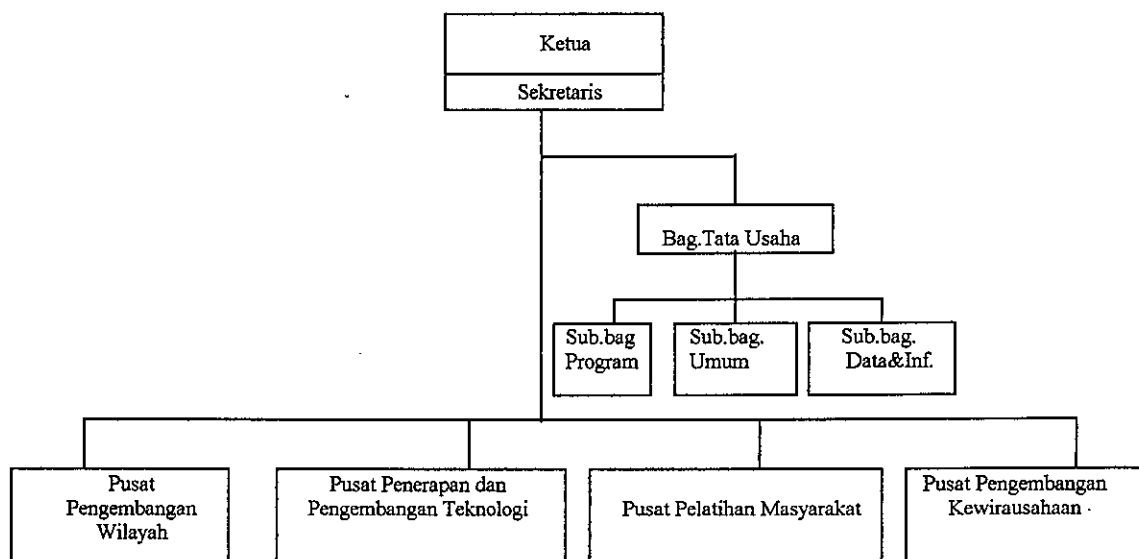 Ketua
Sekretaris
Bag.Tata Usaha
Sub.bag
Program
Sub.bag.
Umum
Sub.bag.
Data&Inf.
Pusat
Pengembangan
Wilayah
Pusat Penerapan dan
Pengembangan Teknologi
Pusat Pelatihan Masyarakat
Pusat Pengembangan
Kewirausahaan